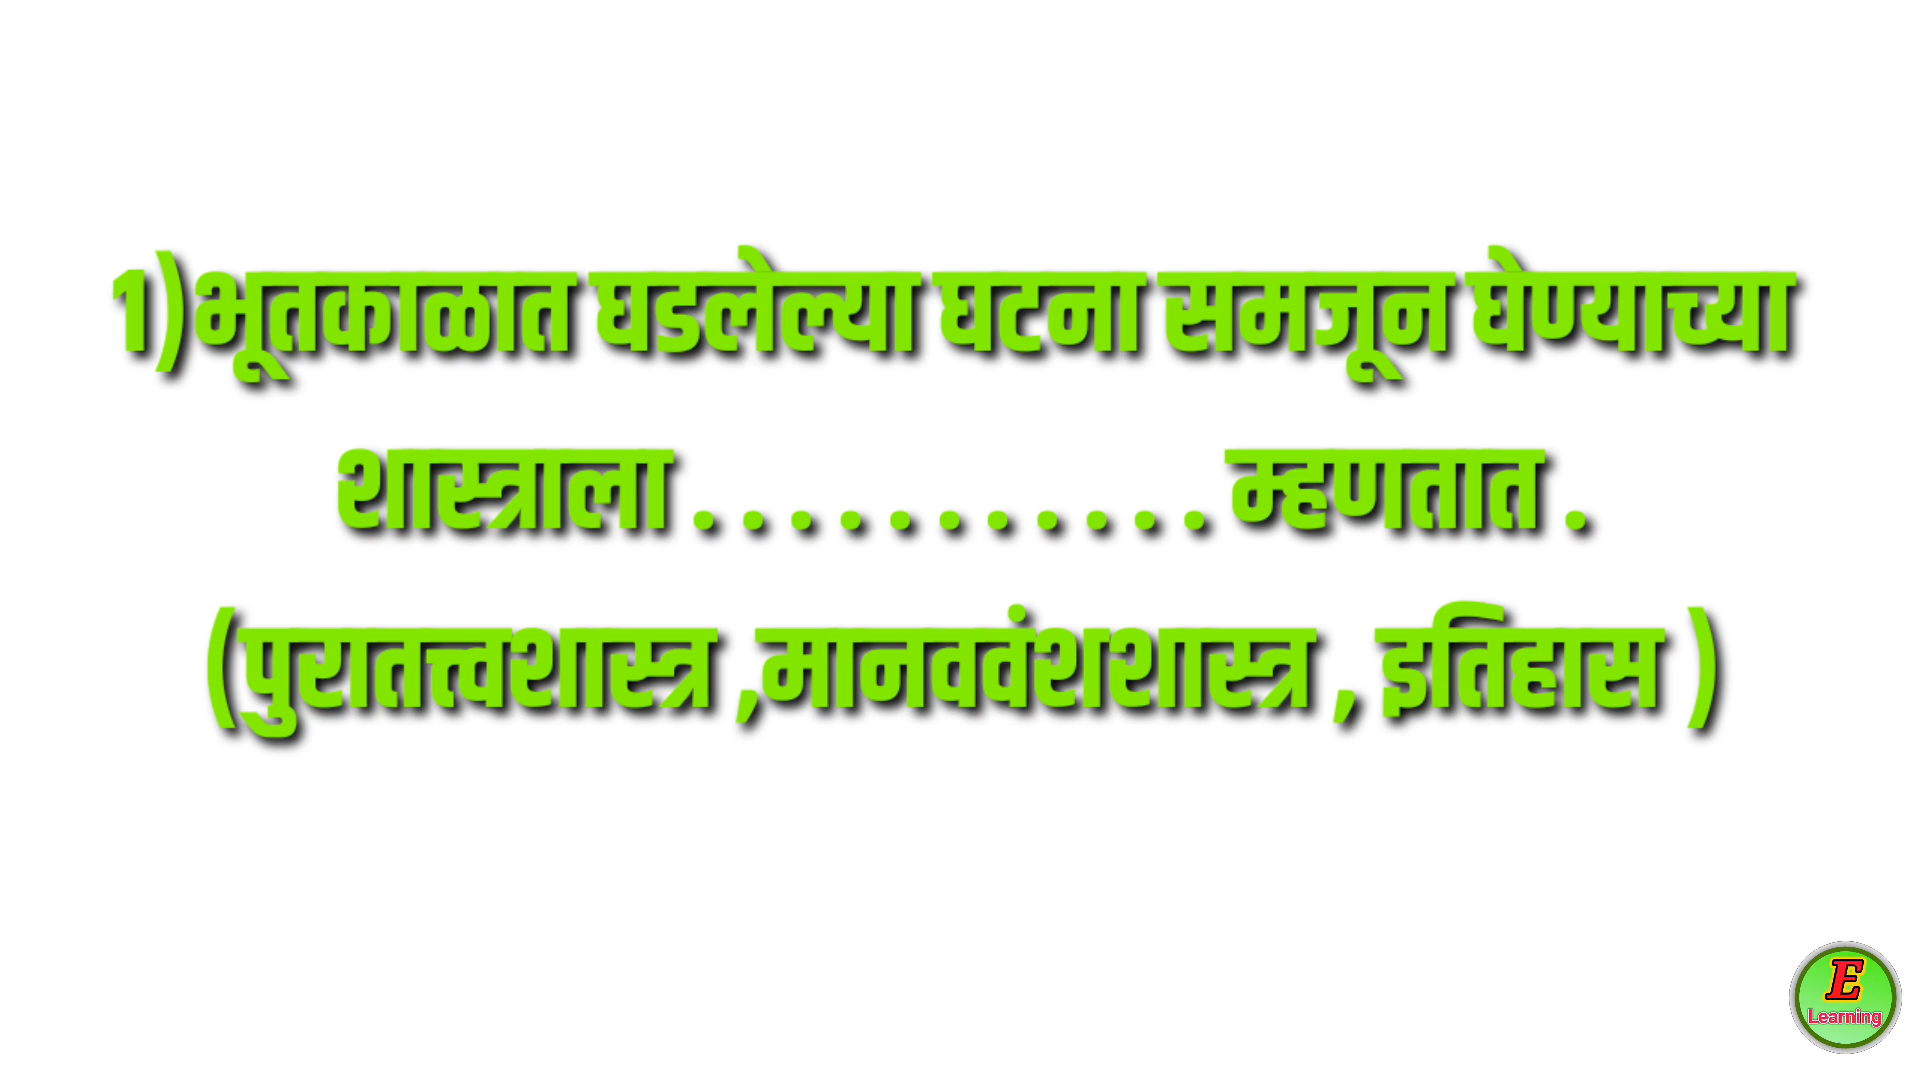 1)भूतकाळात घडलेल्या घटना समजून घेण्याच्या
शास्त्राला . . . . . . . . . . . म्हणतात .
(पुरातत्त्वशास्त्र ,मानववंशशास्त्र , इतिहास )
E
Learning